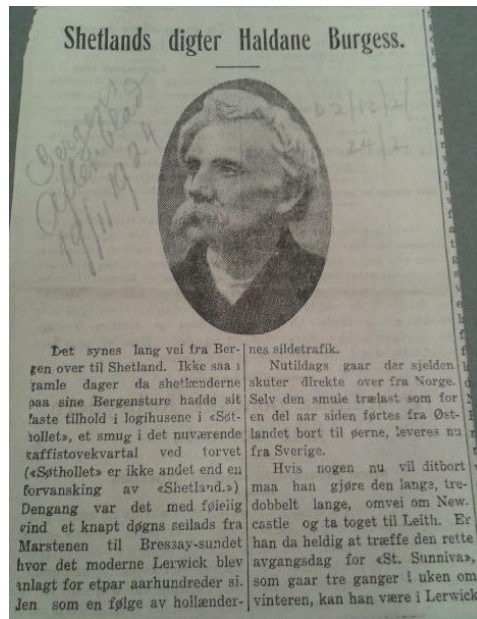 Shetlands digter Haldane Burgess.
Bergens
Aftenblad
19/11 1924
32/13/2/
24/2
Det synes lang vei fra Ber-
gen over til Shetland. Ikke saa i
gamle dager da shetlænderne
paa sine Bergensture hadde sit
faste tilhold i logihusene i «Søt-
hollet», et smug i det nuværende
kaffistovekvartal ved torvet
(«Søthollet» er ikke andet end en
forvansking av «Shetland.»)
Dengang var det med føielig
vind et knapt døgns seilads fra
Marstenen til Bressay-sundet
hvor det moderne Lerwick blev
anlagt for etpar aarhundreder si-
den som en følge av hollænder-
nes sildetrafik.
Nutildags gaar der sjelden
skuter direkte over fra Norge.
Selv den smule trælast som for
en del aar siden førtes fra Øst-
landet bort til øerne, leveres nu
fra Sverige.
Hvis nogen nu vil ditbort
maa han gjøre den lange, tre-
dobbelt lange, omvei om New-
castle og ta toget til Leith. Er
han da heldig at træffe den rette
avgangsdag for «St. Sunniva»,
som gaar tre ganger i uken om
vinteren, kan han være i Lerwick